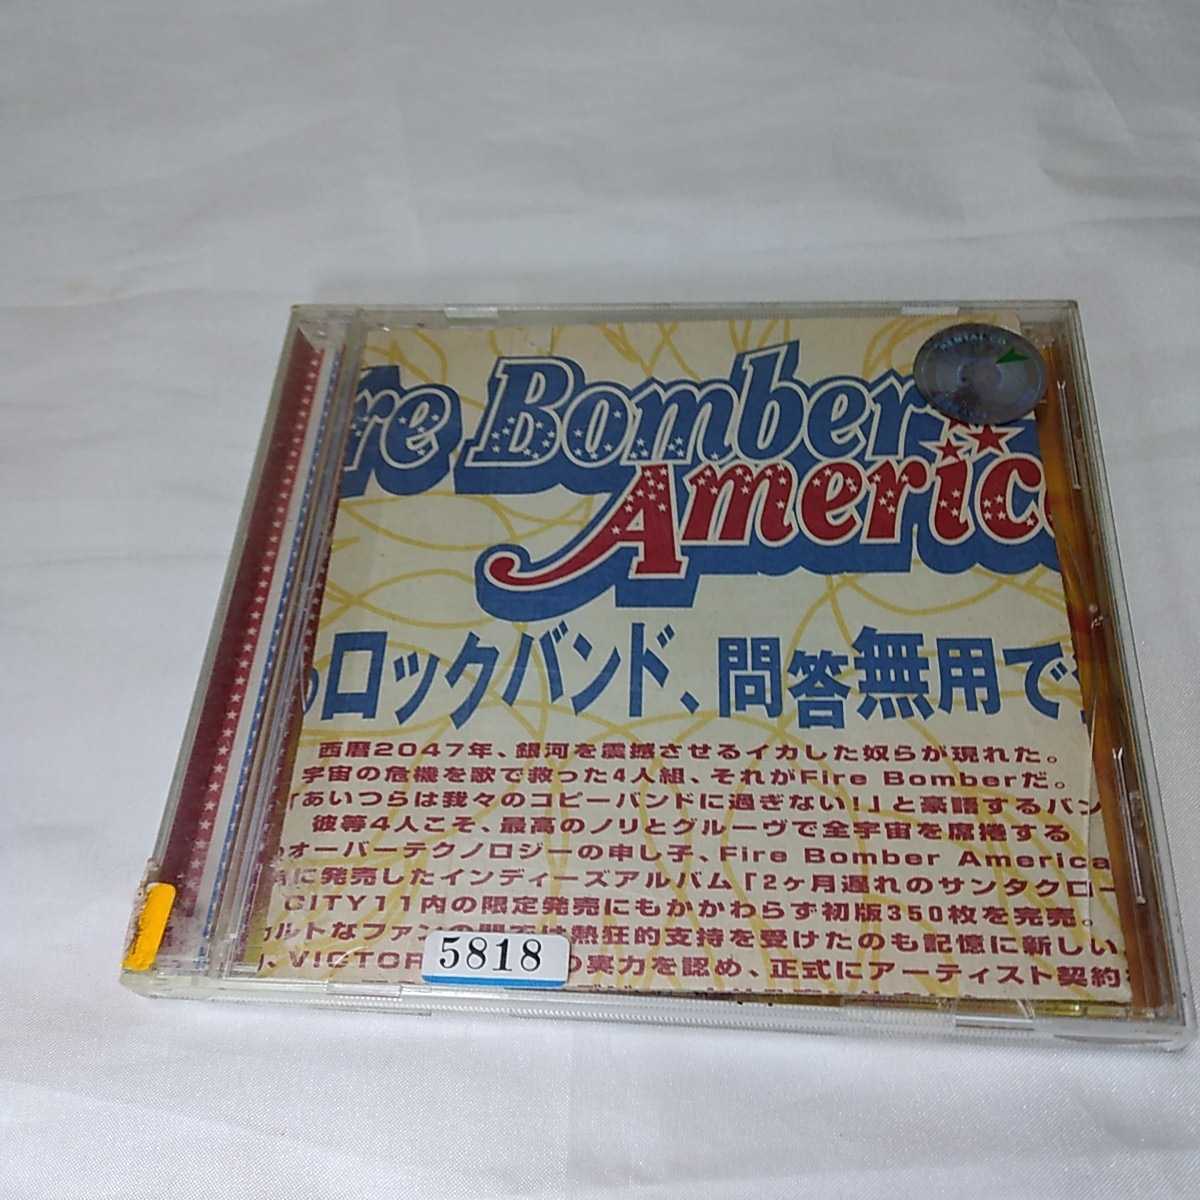 RENTAL CD
ire Bomber
America
ロックバンド、問答無用で
西暦2047年、銀河を震撼させるイカした奴らが現れた。
宇宙の危機を歌で救った4人組、それがFire Bomberだ。
「あいつらは我々のコピーバンドに過ぎない!」と豪語するバン
彼等4人こそ、最高のノリとグルーヴで全宇宙を席捲する
オーバーテクノロジーの申し子、Fire Bomber America
に発売したインディーズアルバム「2ヶ月遅れのサンタクロー
CITY11内の限定発売にもかかわらず初版350枚を完売。
ルトなファンの間では熱狂的支持を受けたのも記憶に新しい
、VICTOR の実力を認め、正式にアーティスト契約
5818